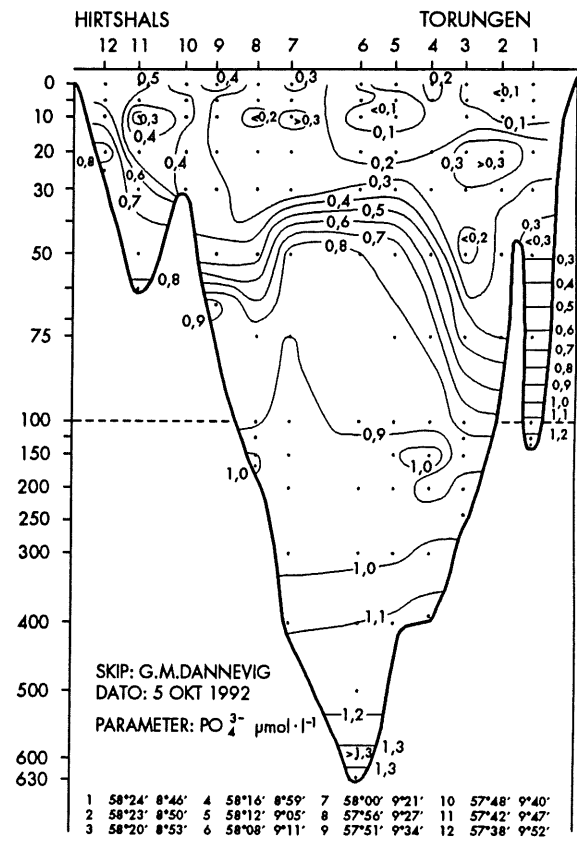 HIRTSHALS TORUNGEN
12 11 10 9 8 7 6 5 4 3 2 1
0 0,5 0,4 0,3 0,2 <0,1
10 0,3 <0,2 >0,3 <0,1
0,4 0,1 0,1
20 0,8 0,4 0,2 0,3 >0,3
0,6
30 0,7 0,3
0,4
0,5 0,3
0,6 <0,2 <0,3
50 0,7
0,8 0,3
0,8 0,4
0,5
0,9 0,6
75 0,7
0,8
0,9
1,0
100 1,1
0,9 1,2
150 1,0 1,0
200
250
300
1,0
400 1,1
SKIP: G.M.DANNEVIG
500 DATO: 5 OKT 1992
1,2
PARAMETER: PO₄³⁻ µmol·l⁻¹
600 >1,3 1,3
630 1,3
1 58°24' 8°46' 4 58°16' 8°59' 7 58°00' 9°21' 10 57°48' 9°40'
2 58°23' 8°50' 5 58°12' 9°05' 8 57°56' 9°27' 11 57°42' 9°47'
3 58°20' 8°53' 6 58°08' 9°11' 9 57°51' 9°34' 12 57°38' 9°52'